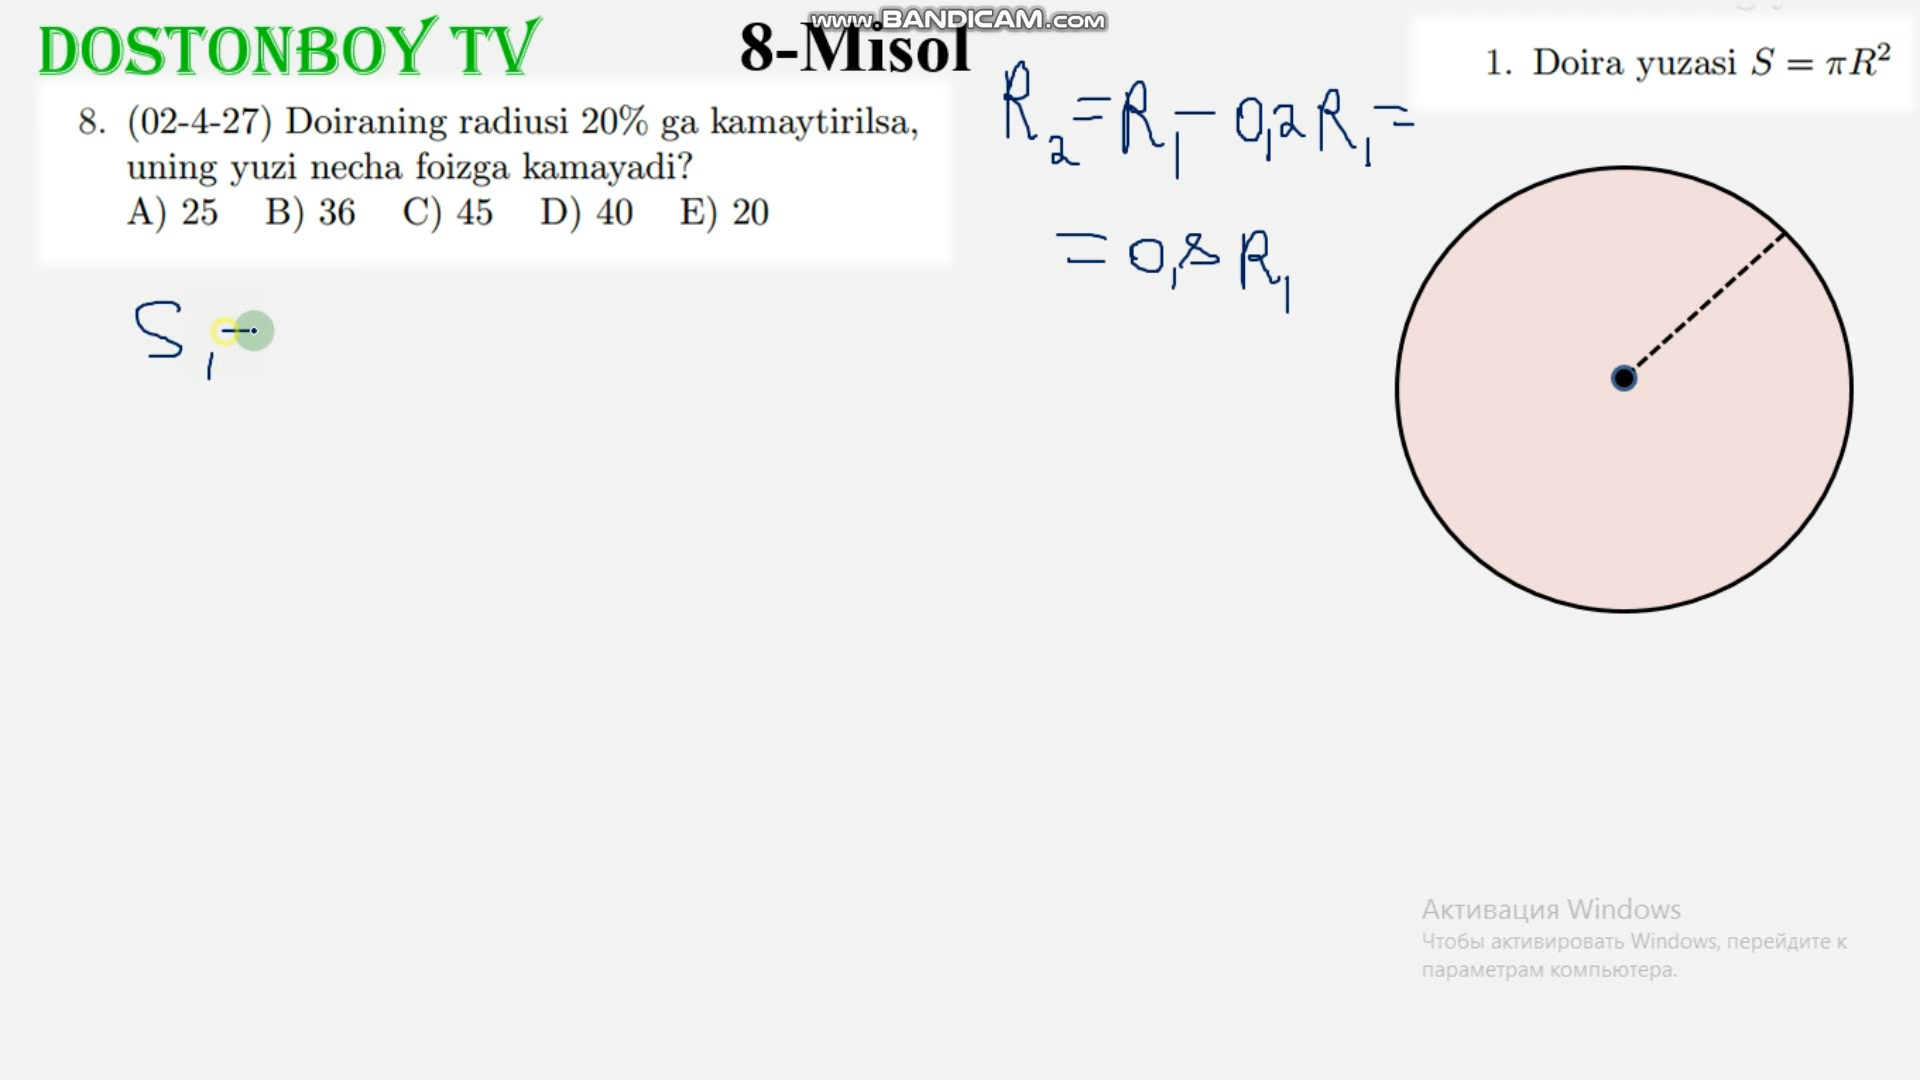 www.BANDICAM.com
DOSTONBOY TV
8-Misol
1. Doira yuzasi S = πR²
8. (02-4-27) Doiraning radiusi 20% ga kamaytirilsa,
uning yuzi necha foizga kamayadi?
A) 25 B) 36 C) 45 D) 40 E) 20
R₂ = R₁ − 0,2R₁ =
= 0,8 R₁
S₁ −
Активация Windows
Чтобы активировать Windows, перейдите к
параметрам компьютера.